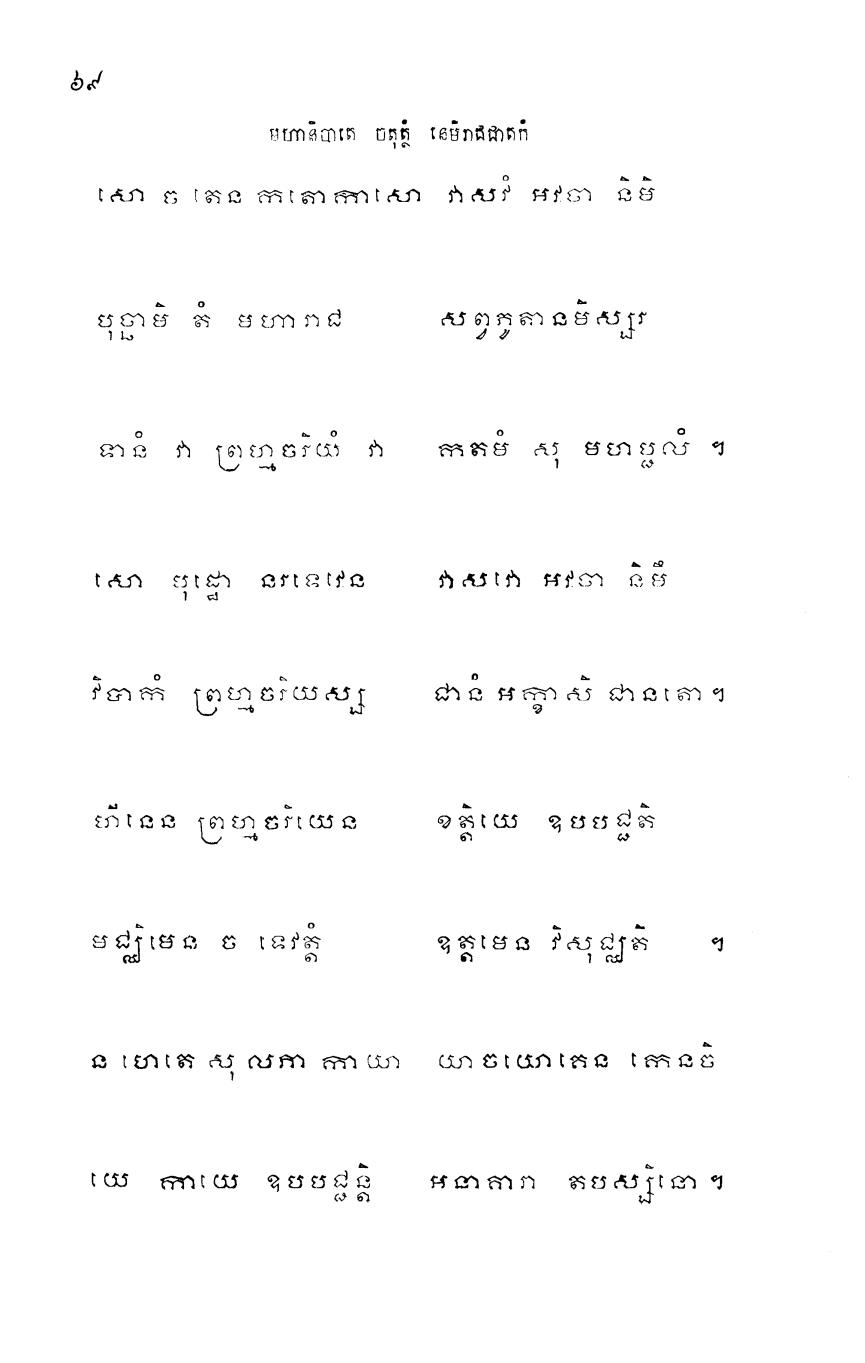 ៦៩
មហានិបាតេ ចតុត្ថំ នេមិរាជជាតកំ
សោ ច តេន កតោកាសោ វាសវំ អវចា និមិ
បុច្ឆាមិ តំ មហារាជ សព្វភូតានមិស្សរ
ទានំ វា ព្រហ្មចរិយំ វា កតមំ សុ មហប្ផលំ ។
សោ បុដ្ឋោ នរទេវេន វាសវោ អវចា និមឹ
វិបាកំ ព្រហ្មចរិយស្ស ជានំ អក្ខាសិ ជានតោ។
ហីនេន ព្រហ្មចរិយេន ខត្តិយេ ឧបបជ្ជតិ
មជ្ឈិមេន ច ទេវត្តំ ឧត្តមេន វិសុជ្ឈតិ ។
ន ហេតេ សុលភា កាយា យាចយោគេន កេនចិ
យេ កាយេ ឧបបជ្ជន្តិ អនាគារា តបស្សិនោ។